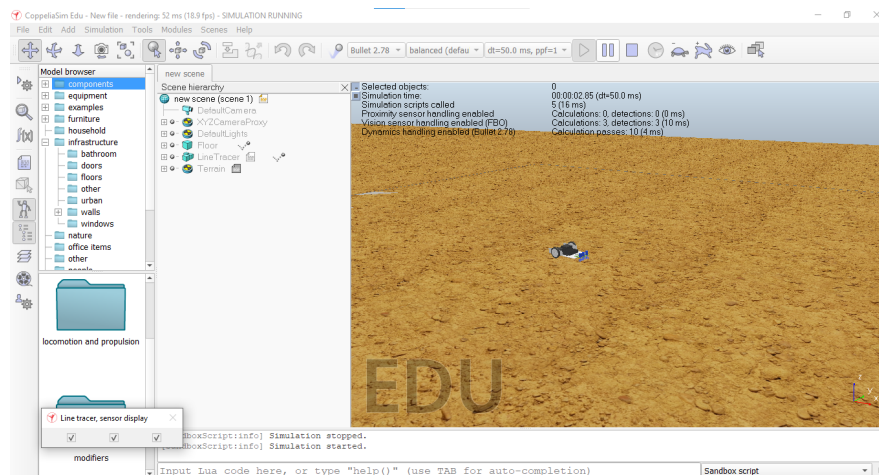 CoppeliaSim Edu - New file - rendering: 52 ms (18.9 fps) - SIMULATION RUNNING
File Edit Add Simulation Tools Modules Scenes Help
Bullet 2.78 balanced (defau dt=50.0 ms, ppf=1
Model browser
components
equipment
examples
furniture
household
infrastructure
bathroom
doors
floors
other
urban
walls
windows
nature
office items
other
people
locomotion and propulsion
modifiers
new scene
Scene hierarchy
new scene (scene 1)
DefaultCamera
XYZCameraProxy
DefaultLights
Floor
LineTracer
Terrain
Selected objects: 0
Simulation time: 00:00:02.85 (dt=50.0 ms)
Simulation scripts called 5 (16 ms)
Proximity sensor handling enabled Calculations: 0, detections: 0 (0 ms)
Vision sensor handling enabled (FBO) Calculations: 3, detections: 3 (10 ms)
Dynamics handling enabled (Bullet 2.78) Calculation passes: 10 (4 ms)
EDU
z
y
x
Line tracer, sensor display
dboxScript:info] Simulation stopped.
[SandboxScript:info] Simulation started.
Input Lua code here, or type "help()" (use TAB for auto-completion)
Sandbox script